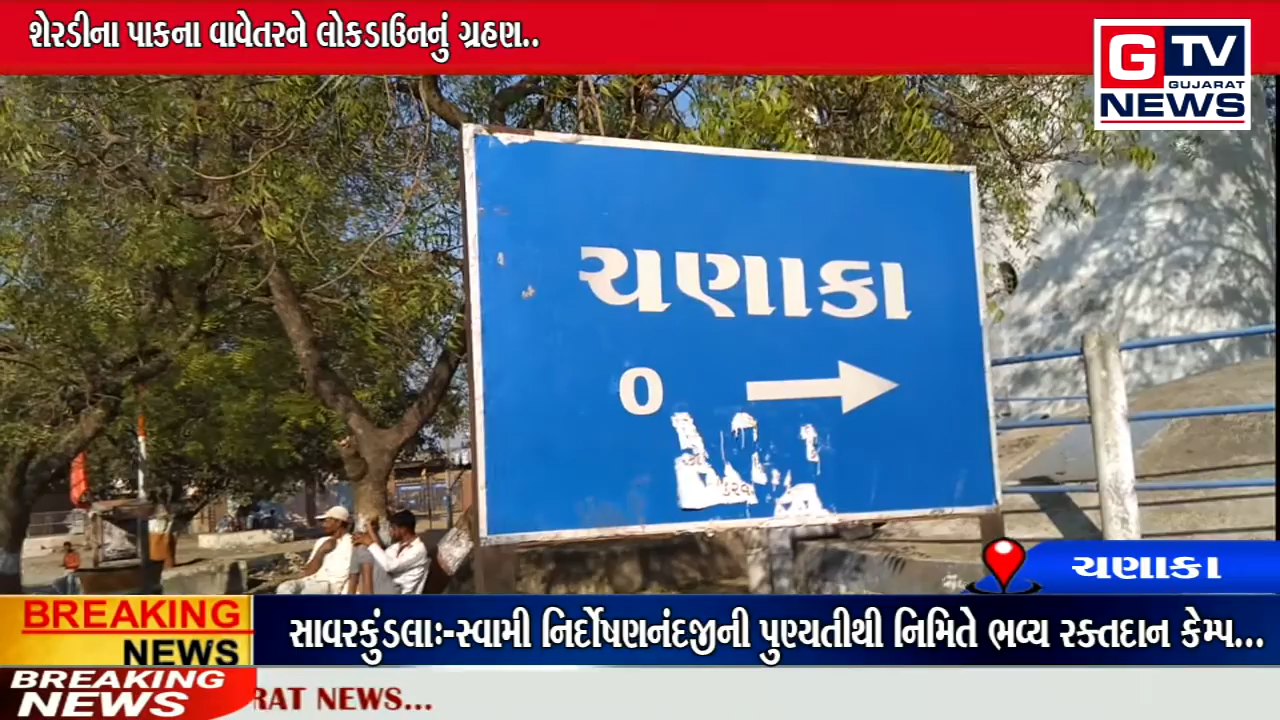 શેરડીના પાકના વાવેતરને લોકડાઉનનું ગ્રહણ..
G TV
GUJARAT
NEWS
ચણાકા
0
કરવા
ચણાકા
BREAKING
NEWS
સાવરકુંડલાઃ-સ્વામી નિર્દોષણનંદજીની પુણ્યતીથી નિમિતે ભવ્ય રક્તદાન કેમ્પ...
BREAKING
NEWS
RAT NEWS...